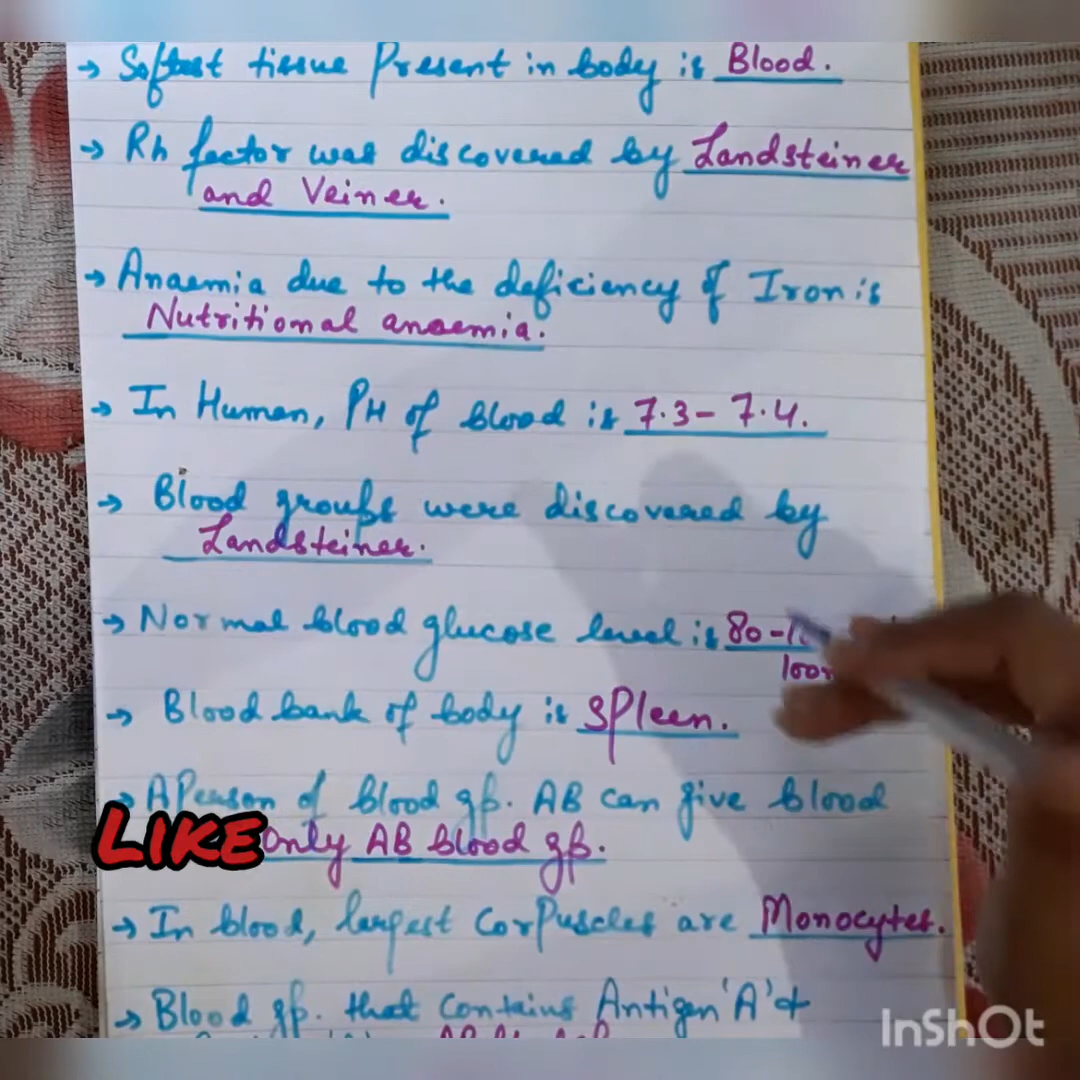 → Softest tissue Present in body is Blood.
→ Rh factor was discovered by Landsteiner
and Veiner.
→ Anaemia due to the deficiency of Iron is
Nutritional anaemia.
→ In Human, PH of blood is 7.3 - 7.4.
→ Blood groups were discovered by
Landsteiner.
→ Normal blood glucose level is 80 -
→ Blood bank of body is spleen.
→ A Person of blood gp. AB can give blood
LIKE Only AB blood gp.
→ In blood, largest Corpuscles are Monocytes.
→ Blood gp. that contains Antigen 'A' &
InShOt